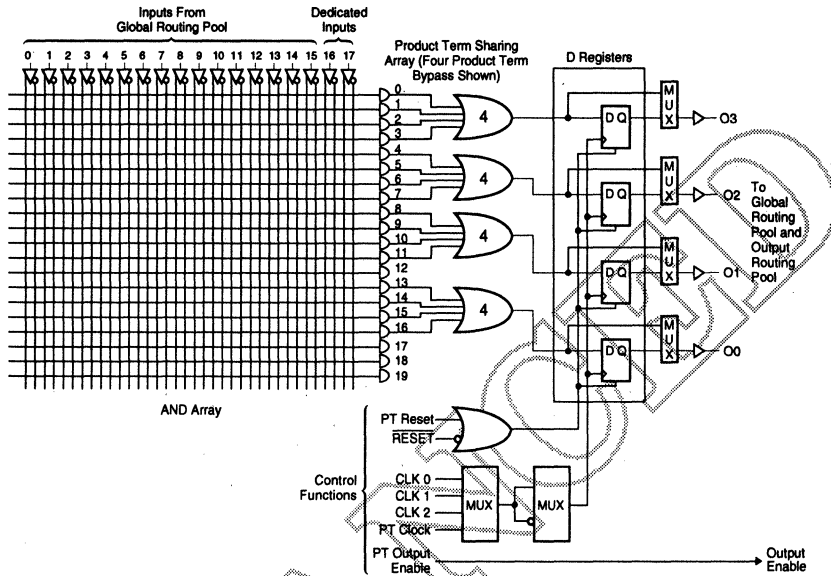 Inputs From
Global Routing Pool
Dedicated
Inputs
0 1 2 3 4 5 6 7 8 9 10 11 12 13 14 15 16 17
Product Term Sharing
Array (Four Product Term
Bypass Shown)
D Registers
0
1
2
3
4
5
6
7
8
9
10
11
12
13
14
15
16
17
18
19
4
4
4
4
D Q
D Q
D Q
D Q
MUX
MUX
MUX
MUX
O3
O2
O1
O0
To
Global
Routing
Pool and
Output
Routing
Pool
AND Array
Control
Functions
PT Reset
RESET
CLK 0
CLK 1
CLK 2
PT Clock
MUX
MUX
PT Output
Enable
Output
Enable